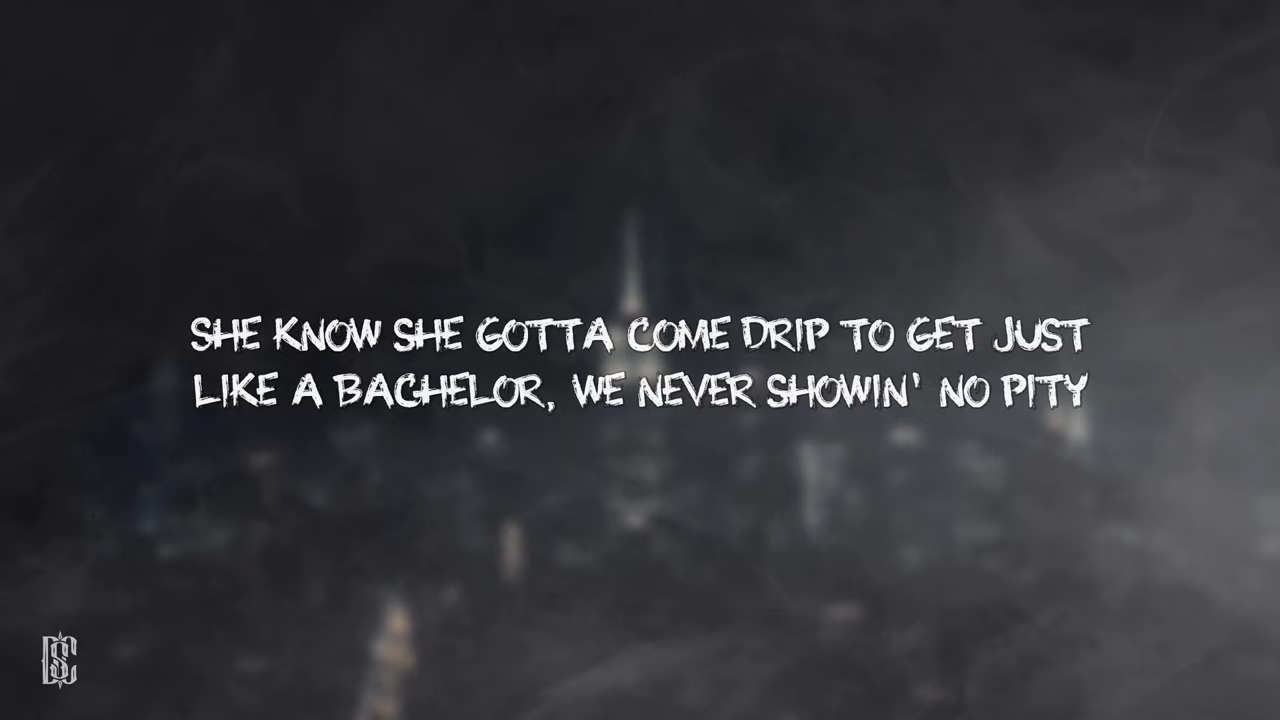 SHE KNOW SHE GOTTA COME DRIP TO GET JUST
LIKE A BACHELOR, WE NEVER SHOWIN' NO PITY